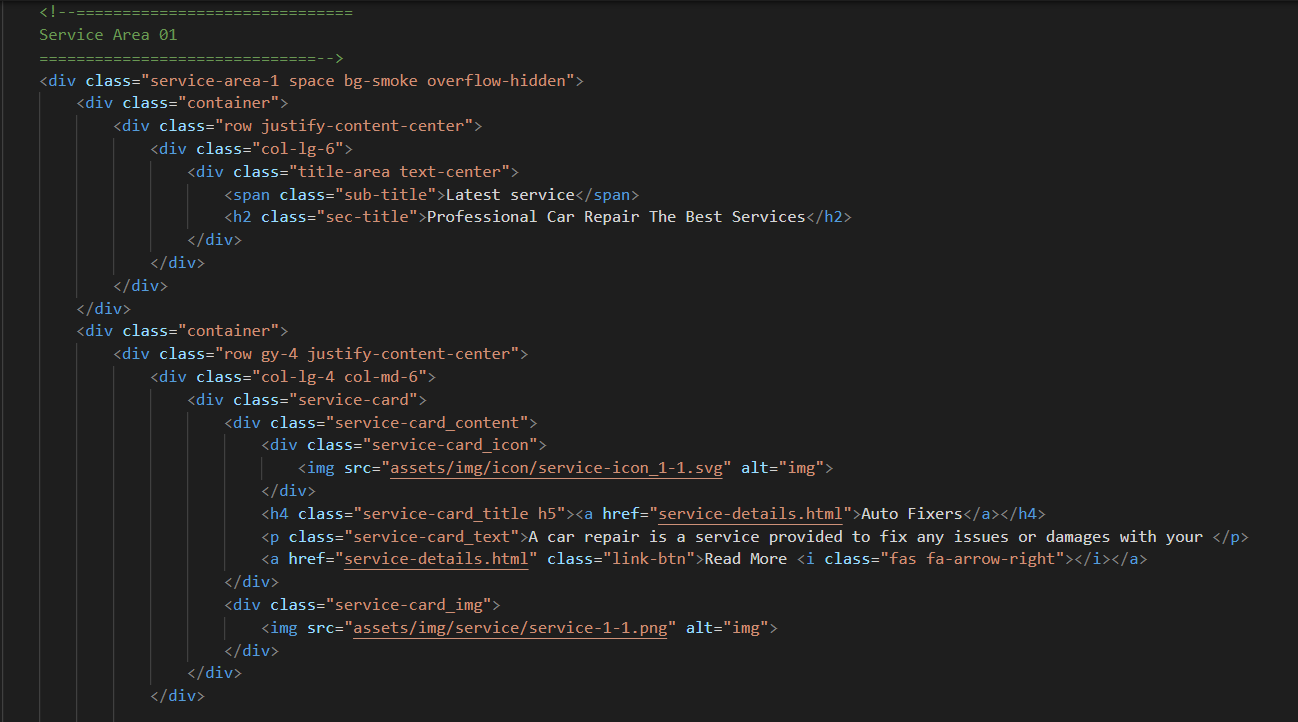 <!--==============================
Service Area 01
==============================-->
<div class="service-area-1 space bg-smoke overflow-hidden">
<div class="container">
<div class="row justify-content-center">
<div class="col-lg-6">
<div class="title-area text-center">
<span class="sub-title">Latest service</span>
<h2 class="sec-title">Professional Car Repair The Best Services</h2>
</div>
</div>
</div>
</div>
<div class="container">
<div class="row gy-4 justify-content-center">
<div class="col-lg-4 col-md-6">
<div class="service-card">
<div class="service-card_content">
<div class="service-card_icon">
<img src="assets/img/icon/service-icon_1-1.svg" alt="img">
</div>
<h4 class="service-card_title h5"><a href="service-details.html">Auto Fixers</a></h4>
<p class="service-card_text">A car repair is a service provided to fix any issues or damages with your </p>
<a href="service-details.html" class="link-btn">Read More <i class="fas fa-arrow-right"></i></a>
</div>
<div class="service-card_img">
<img src="assets/img/service/service-1-1.png" alt="img">
</div>
</div>
</div>